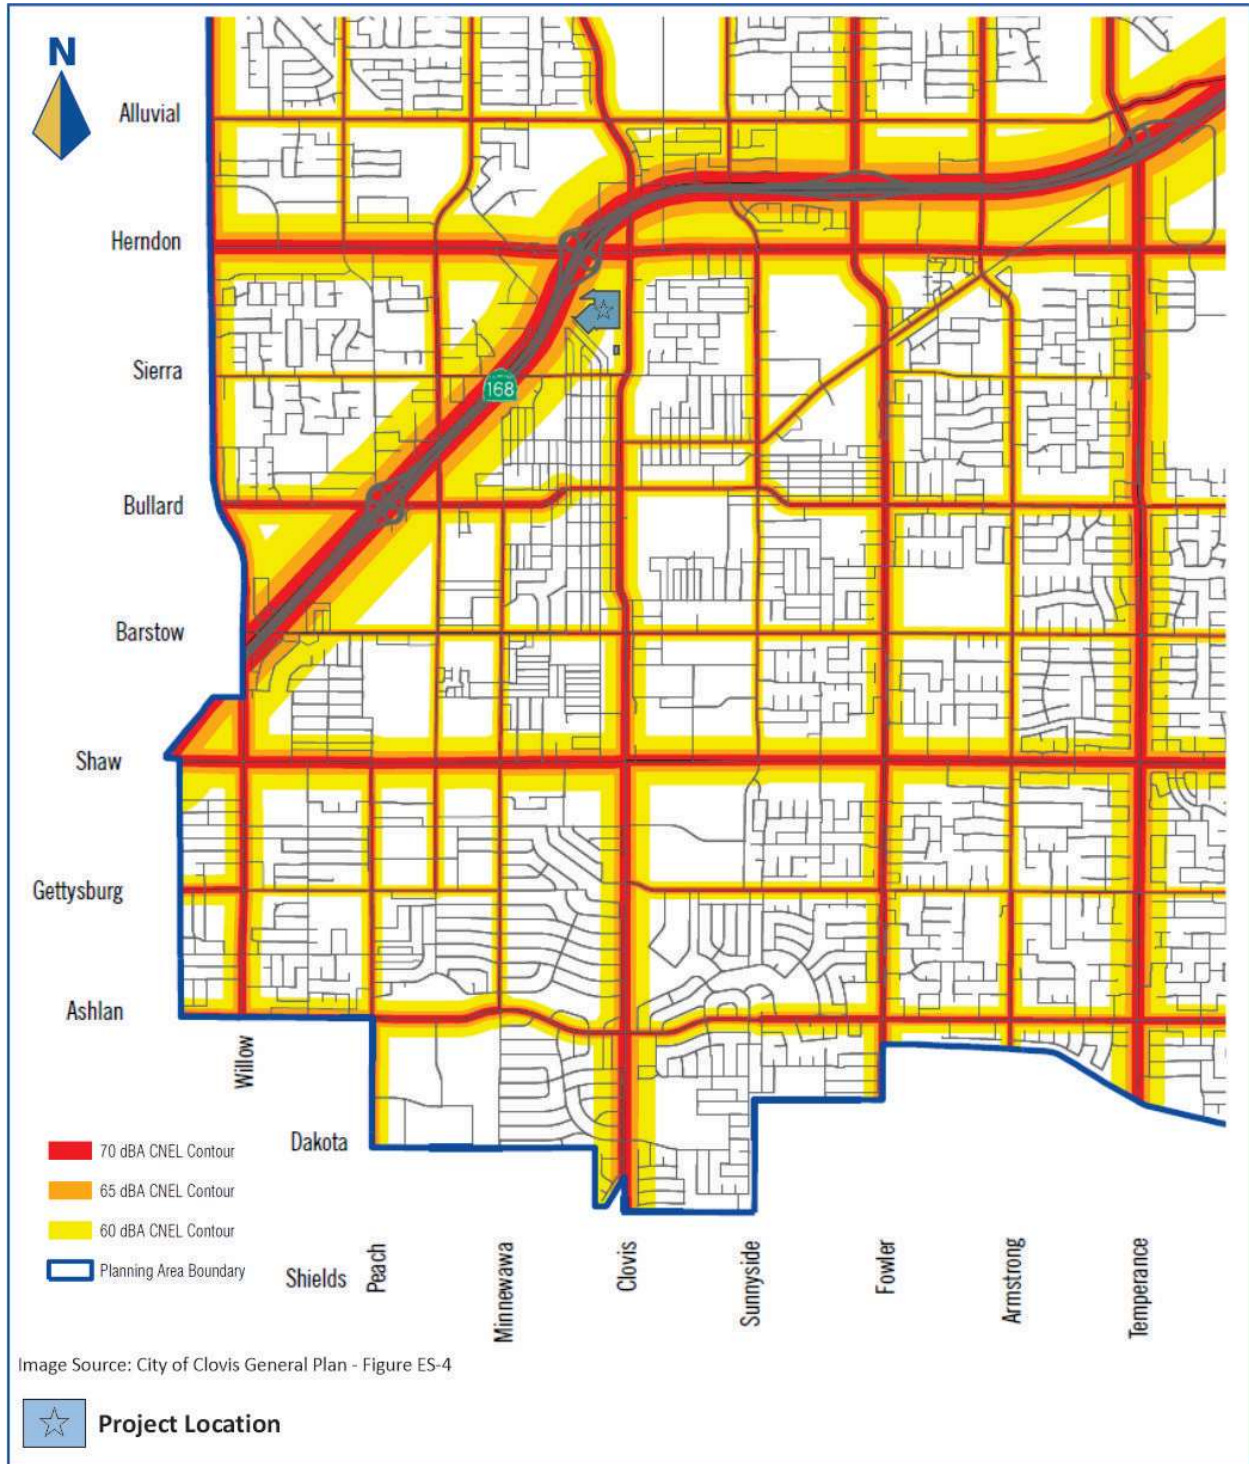 N
Alluvial
Herndon
Sierra
168
Bullard
Barstow
Shaw
Gettysburg
Ashlan
Willow
Dakota
70 dBA CNEL Contour
65 dBA CNEL Contour
60 dBA CNEL Contour
Planning Area Boundary
Shields
Peach
Minnewawa
Clovis
Sunnyside
Fowler
Armstrong
Temperance
Image Source: City of Clovis General Plan - Figure ES-4
Project Location